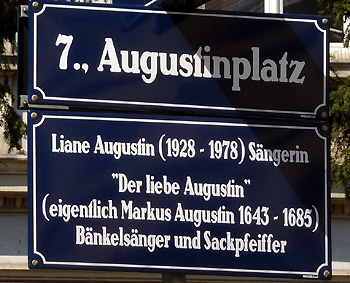 7., Augustinplatz
Liane Augustin (1928 - 1978) Sängerin
"Der liebe Augustin"
(eigentlich Markus Augustin 1643 - 1685)
Bänkelsänger und Sackpfeiffer